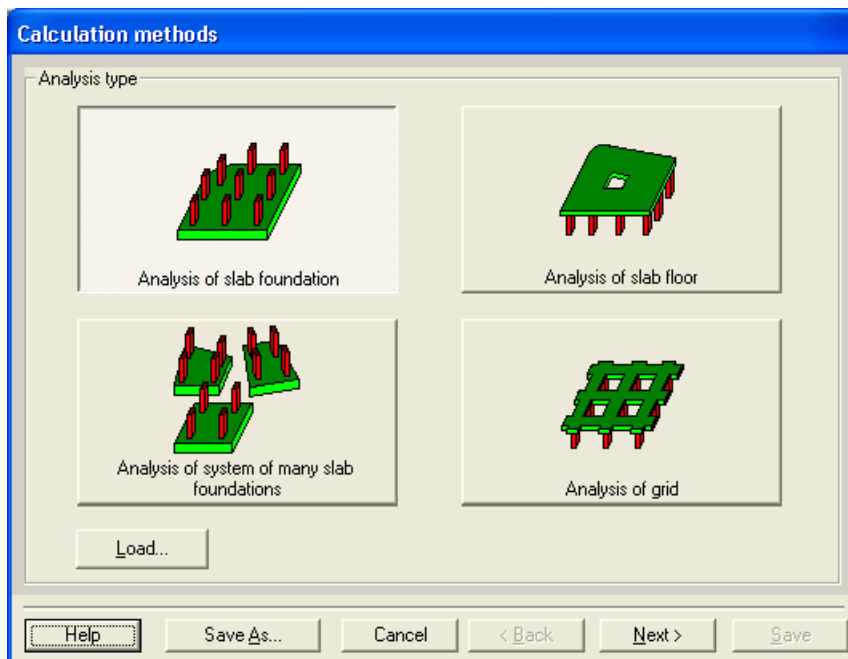 Calculation methods
Analysis type
Analysis of slab foundation
Analysis of slab floor
Analysis of system of many slab
foundations
Analysis of grid
Load...
Help
Save As...
Cancel
< Back
Next >
Save